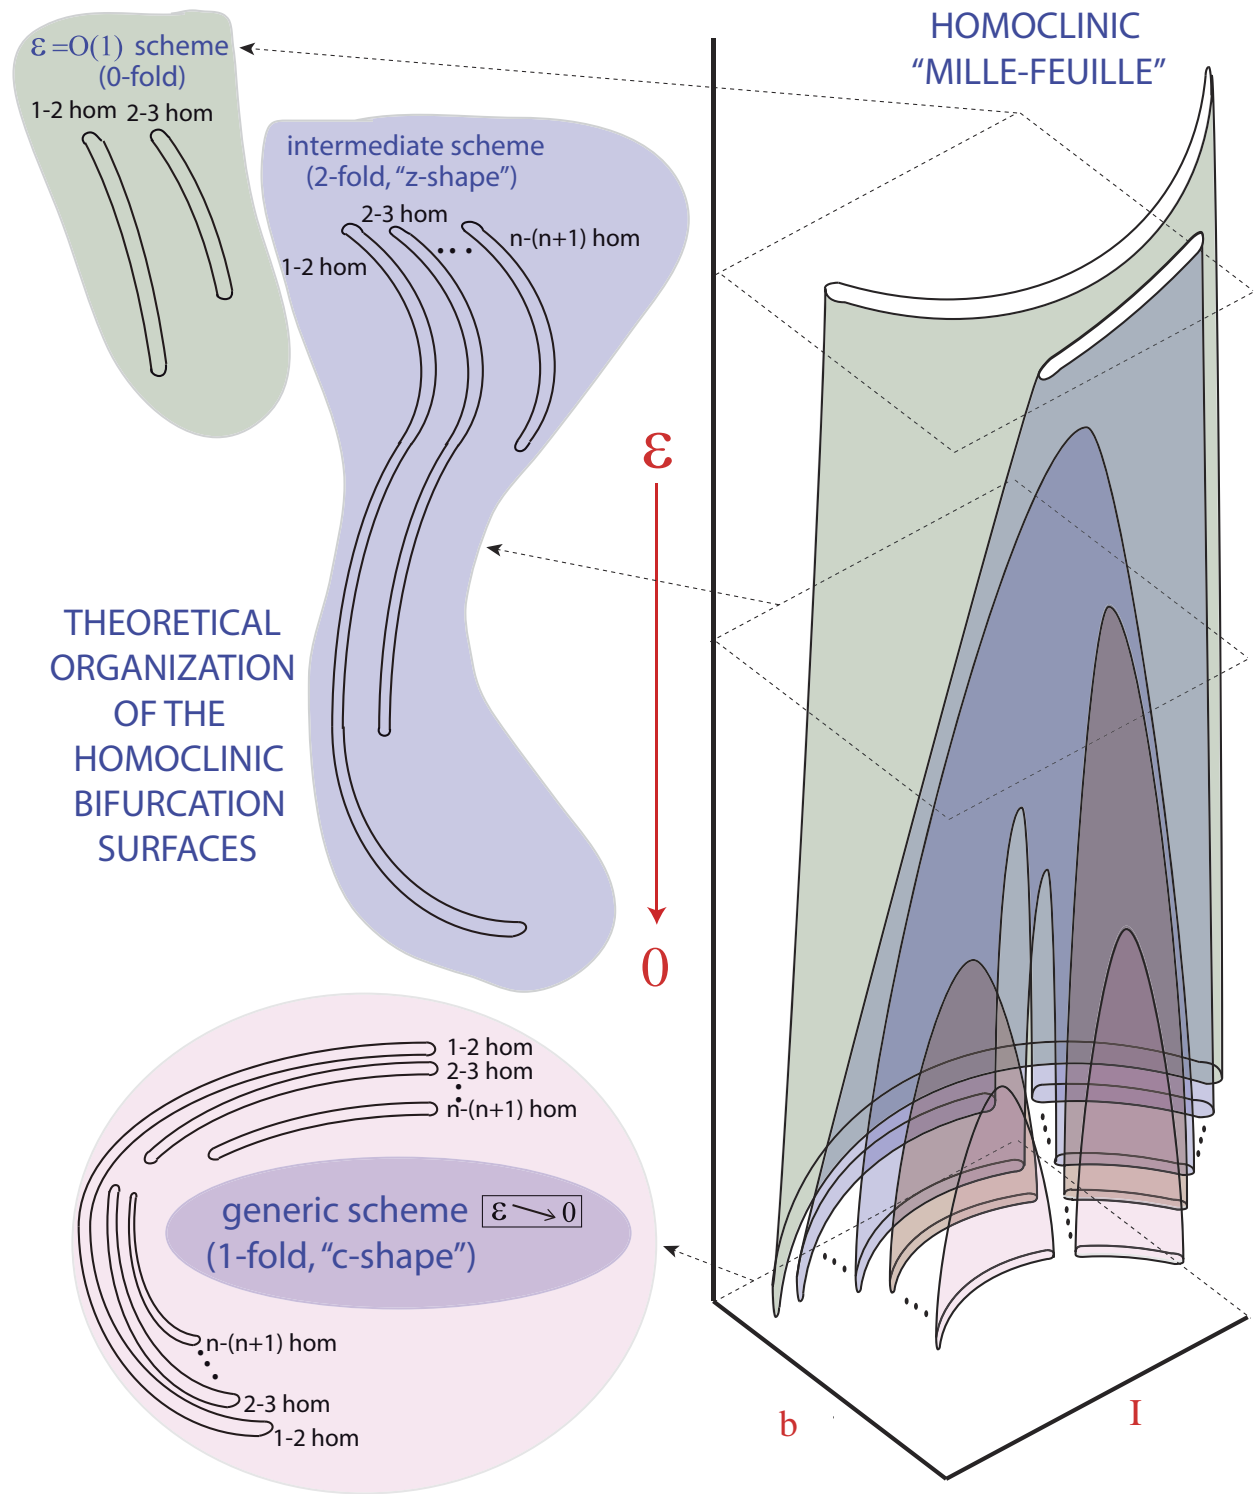 HOMOCLINIC
“MILLE-FEUILLE”
ε =O(1) scheme
(0-fold)
1-2 hom 2-3 hom
intermediate scheme
(2-fold, “z-shape”)
2-3 hom
n-(n+1) hom
1-2 hom
ε
0
THEORETICAL
ORGANIZATION
OF THE
HOMOCLINIC
BIFURCATION
SURFACES
1-2 hom
2-3 hom
n-(n+1) hom
generic scheme ε 0
(1-fold, “c-shape”)
n-(n+1) hom
2-3 hom
1-2 hom
b
I